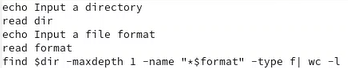 echo Input a directory
read dir
echo Input a file format
read format
find $dir -maxdepth 1 -name "*$format" -type f| wc -l